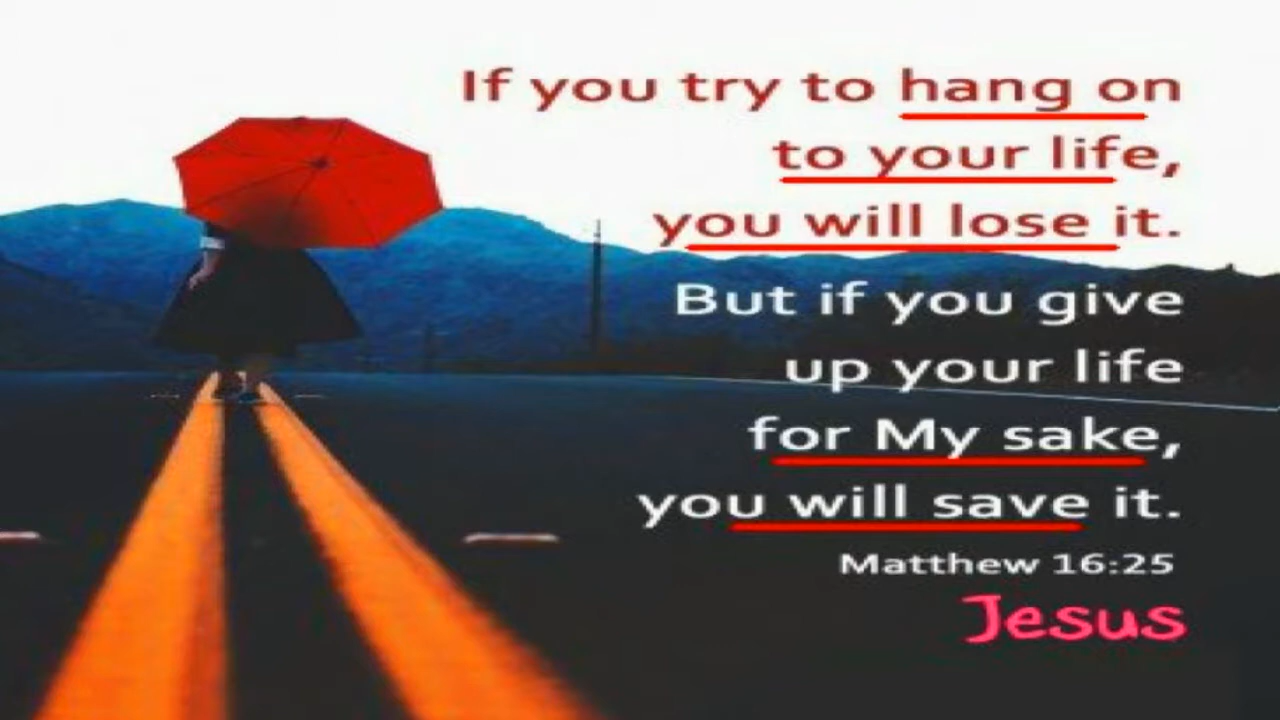 If you try to hang on
to your life,
you will lose it.
But if you give
up your life
for My sake,
you will save it.
Matthew 16:25
Jesus